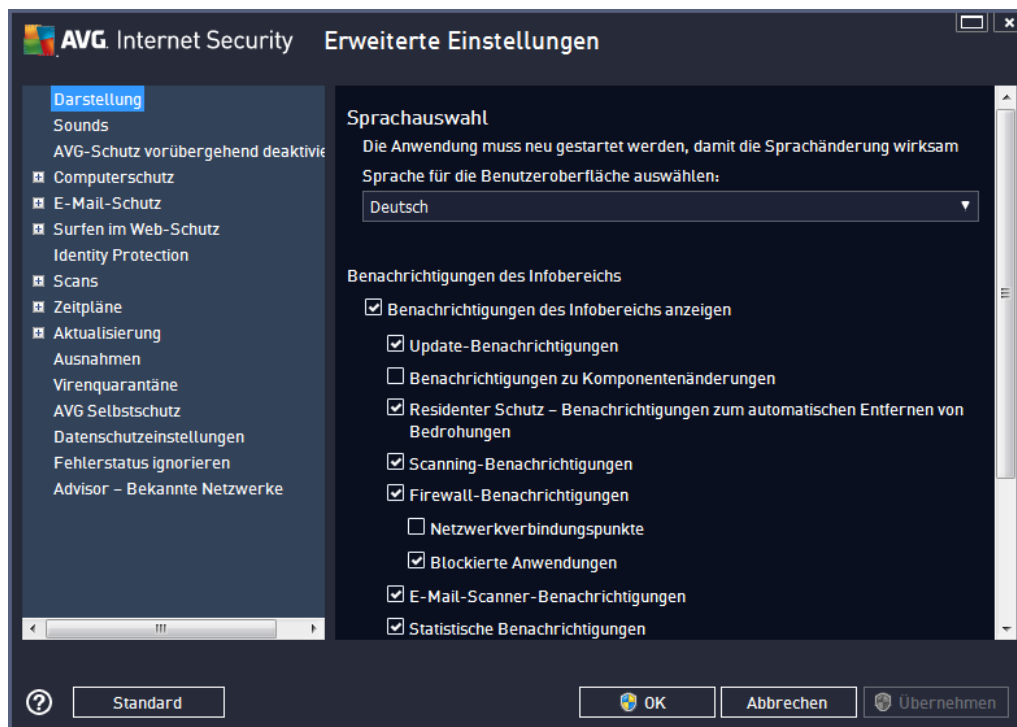 AVG. Internet Security Erweiterte Einstellungen
Darstellung
Sounds
AVG-Schutz vorübergehend deaktivie
Computerschutz
E-Mail-Schutz
Surfen im Web-Schutz
Identity Protection
Scans
Zeitpläne
Aktualisierung
Ausnahmen
Virenquarantäne
AVG Selbstschutz
Datenschutzeinstellungen
Fehlerstatus ignorieren
Advisor – Bekannte Netzwerke
Sprachauswahl
Die Anwendung muss neu gestartet werden, damit die Sprachänderung wirksam
Sprache für die Benutzeroberfläche auswählen:
Deutsch
Benachrichtigungen des Infobereichs
Benachrichtigungen des Infobereichs anzeigen
Update-Benachrichtigungen
Benachrichtigungen zu Komponentenänderungen
Residenter Schutz – Benachrichtigungen zum automatischen Entfernen von
Bedrohungen
Scanning-Benachrichtigungen
Firewall-Benachrichtigungen
Netzwerkverbindungspunkte
Blockierte Anwendungen
E-Mail-Scanner-Benachrichtigungen
Statistische Benachrichtigungen
? Standard OK Abbrechen Übernehmen